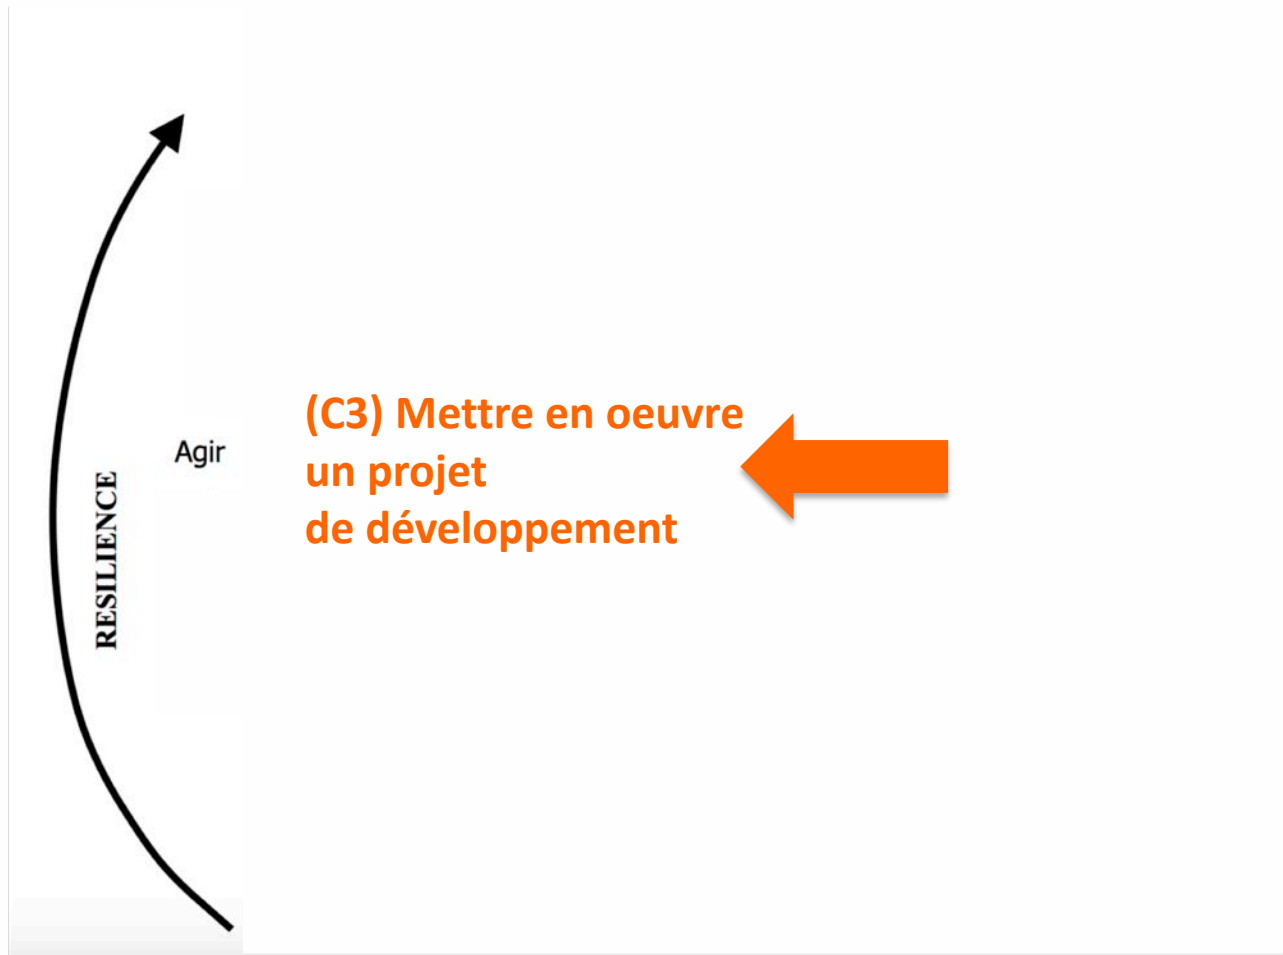 (C3) Mettre en oeuvre
Agir
un projet
de développement
RESILIENCE